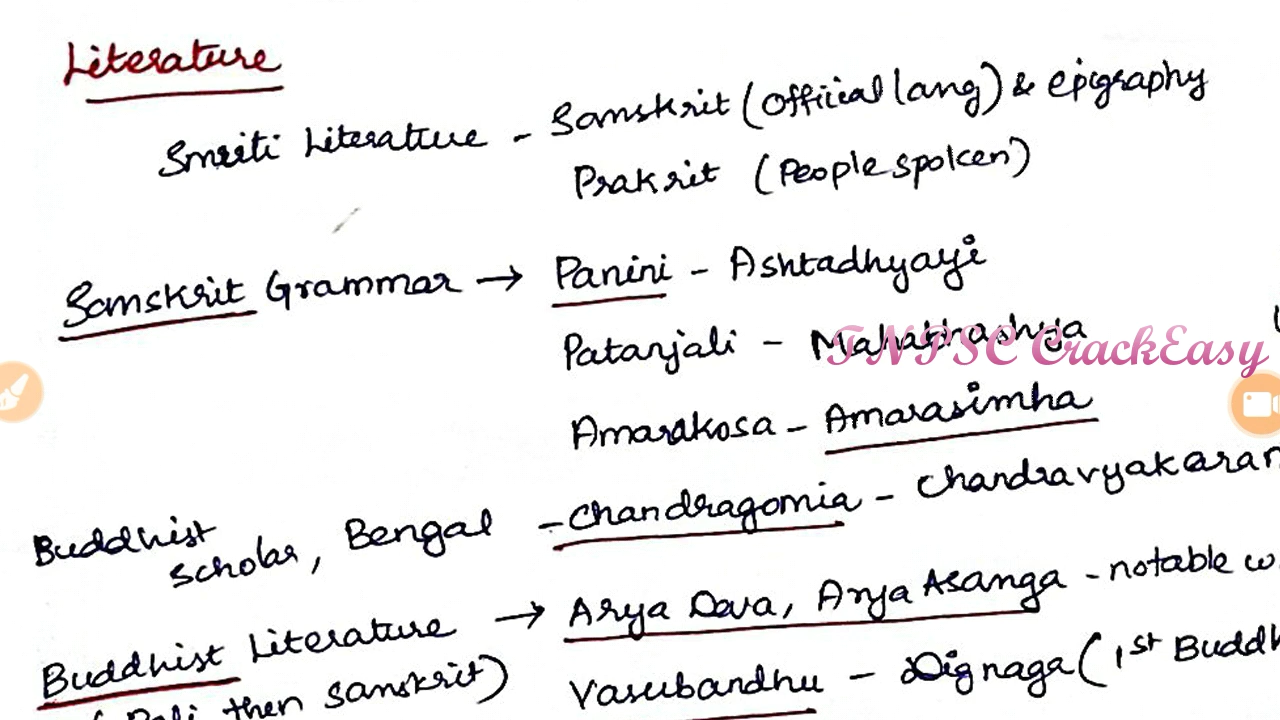 Literature
Smriti Literature - Samskrit (Official lang) & epigraphy
Prakrit (People spoken)
Samskrit Grammar → Panini - Ashtadhyayi
Patanjali - Mahabhashya
TNPSC CrackEasy
Amarakosa - Amarasimha
Buddhist scholar, Bengal - Chandragomia - Chandravyakaran
Buddhist Literature → Arya Deva, Arya Asanga - notable
(Pali then sanskrit) Vasubandhu - Dignaga (1st Buddh